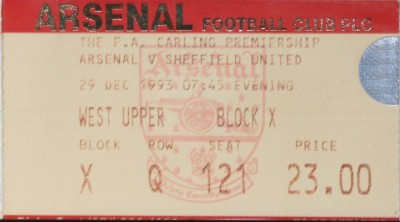 ARSENAL FOOTBALL CLUB PLC
THE F.A. CARLING PREMIERSHIP
ARSENAL V SHEFFIELD UNITED
29 DEC 1993 07:45 EVENING
WEST UPPER BLOCK X
BLOCK ROW SEAT PRICE
X Q 121 23.00
Arsenal